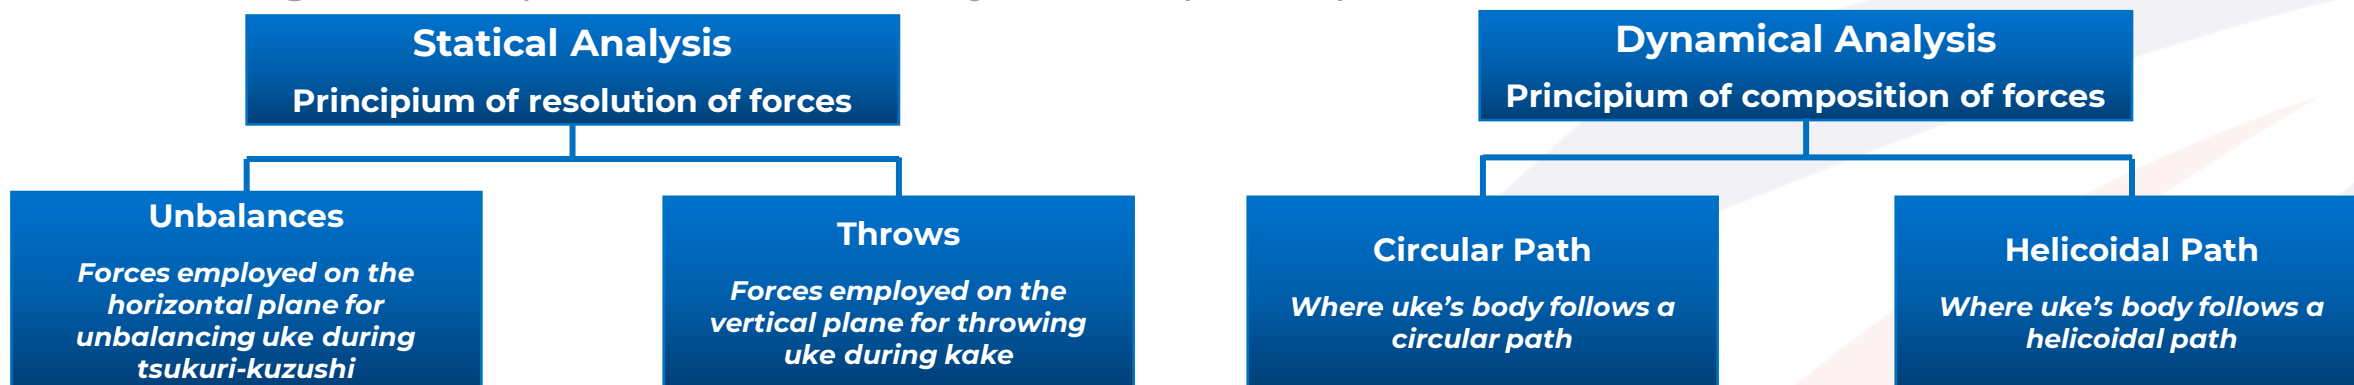 Statical Analysis
Principium of resolution of forces
Unbalances
Forces employed on the
horizontal plane for
unbalancing uke during
tsukuri-kuzushi
Throws
Forces employed on the
vertical plane for throwing
uke during kake
Dynamical Analysis
Principium of composition of forces
Circular Path
Where uke’s body follows a
circular path
Helicoidal Path
Where uke’s body follows a
helicoidal path